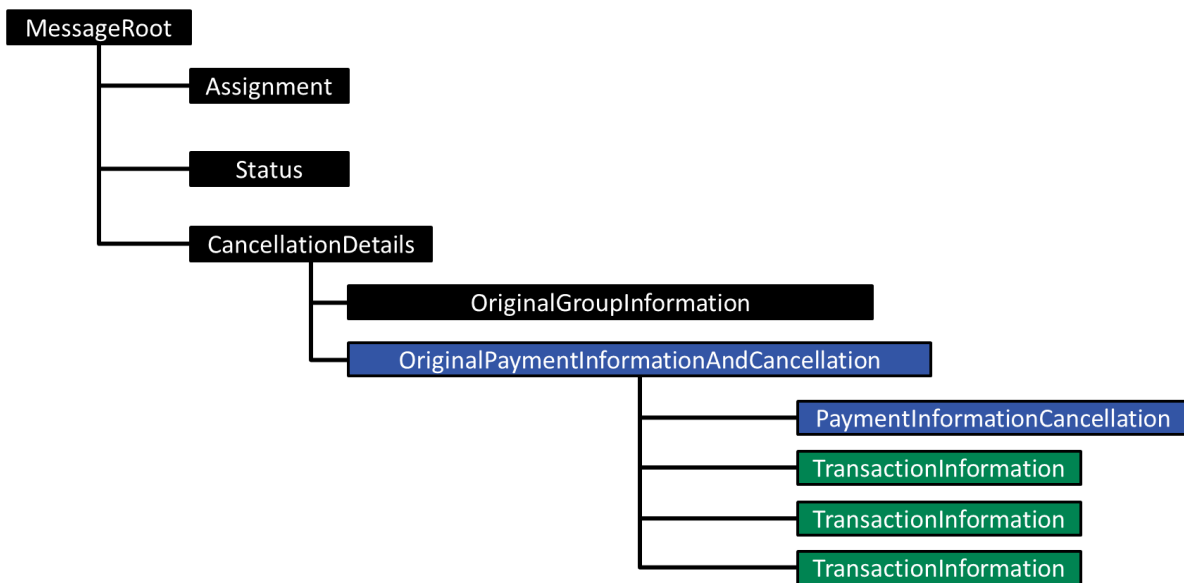 MessageRoot
Assignment
Status
CancellationDetails
OriginalGroupInformation
OriginalPaymentInformationAndCancellation
PaymentInformationCancellation
TransactionInformation
TransactionInformation
TransactionInformation